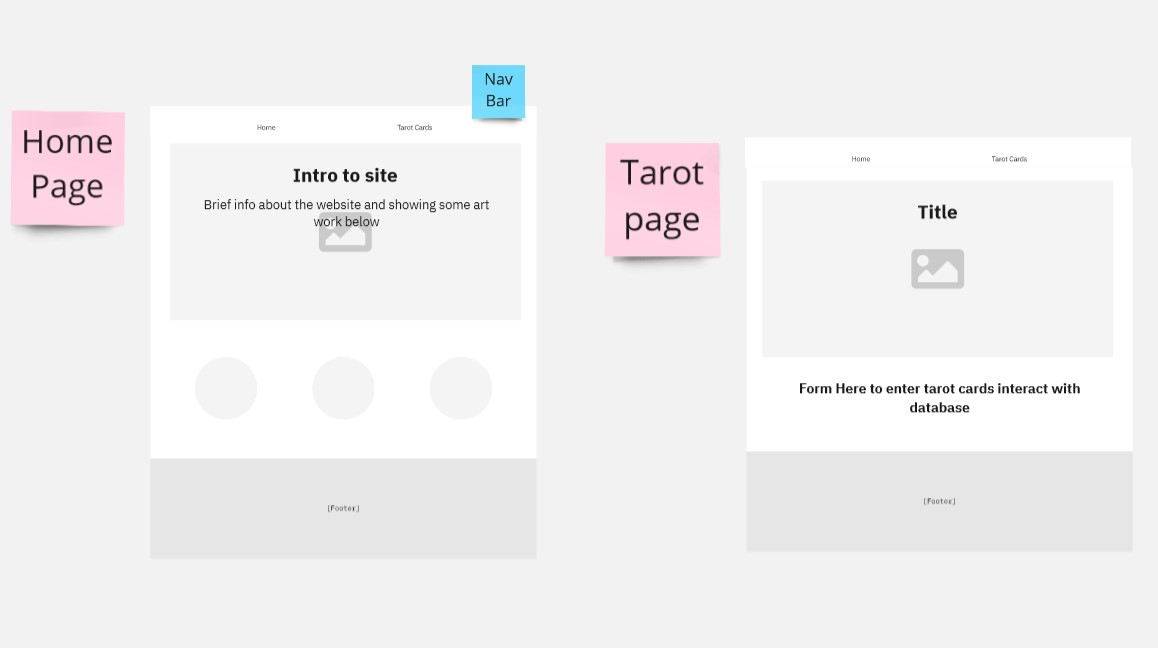 Nav
Bar
Home
Page
Home Tarot Cards
Intro to site
Brief info about the website and showing some art
work below
[Footer]
Tarot
page
Home Tarot Cards
Title
Form Here to enter tarot cards interact with
database
[Footer]